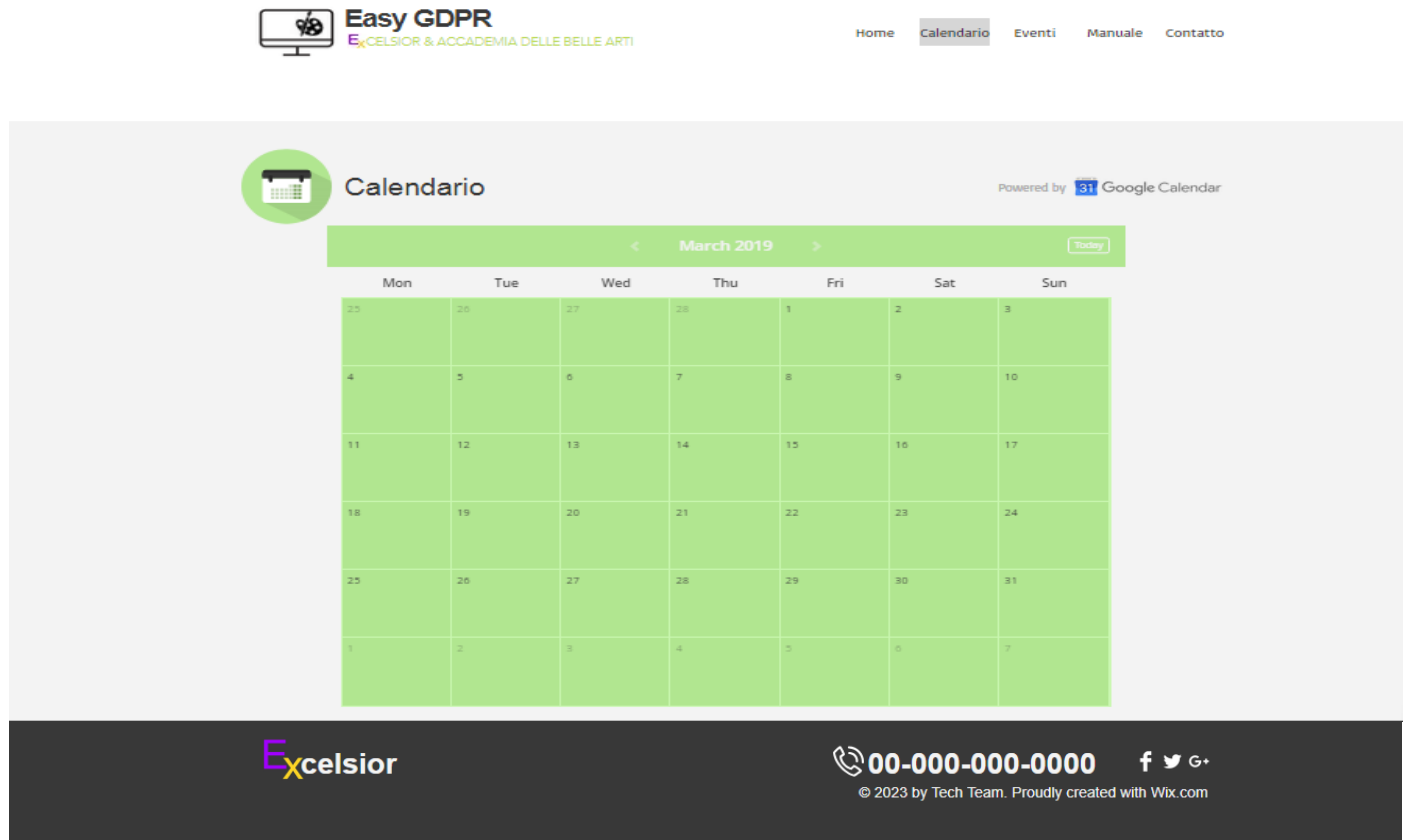 Easy GDPR
ExCELSIOR & ACCADEMIA DELLE BELLE ARTI
Home Calendario Eventi Manuale Contatto
Calendario
Powered by 31 Google Calendar
< March 2019 > Today
Mon Tue Wed Thu Fri Sat Sun
25 26 27 28 1 2 3
4 5 6 7 8 9 10
11 12 13 14 15 16 17
18 19 20 21 22 23 24
25 26 27 28 29 30 31
1 2 3 4 5 6 7
Excelsior
00-000-000-0000 f G+
© 2023 by Tech Team. Proudly created with Wix.com